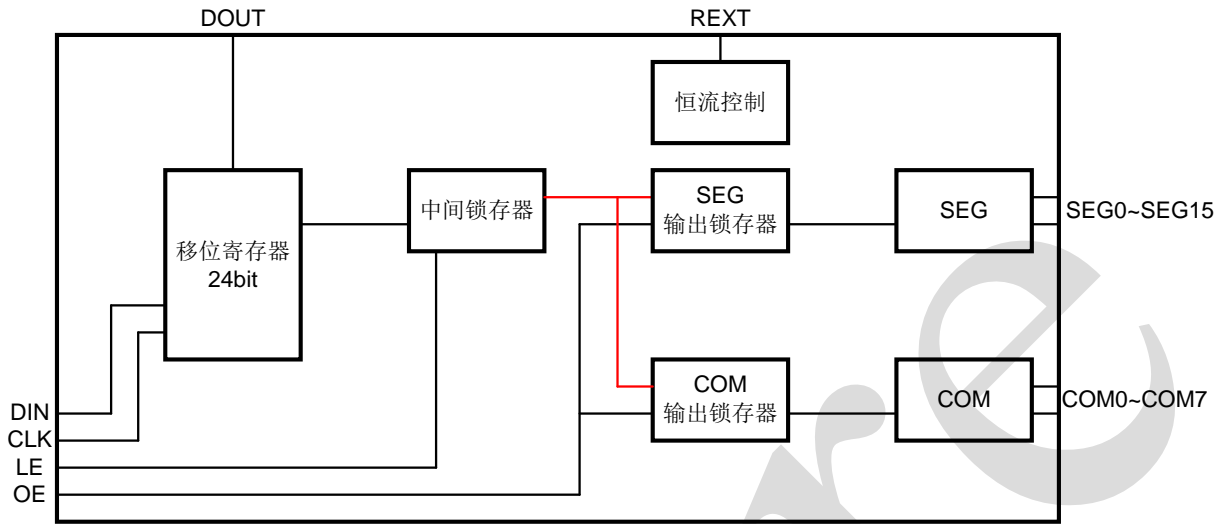 DOUT
REXT
恒流控制
移位寄存器
24bit
中间锁存器
SEG
输出锁存器
SEG
SEG0~SEG15
COM
输出锁存器
COM
COM0~COM7
DIN
CLK
LE
OE
re